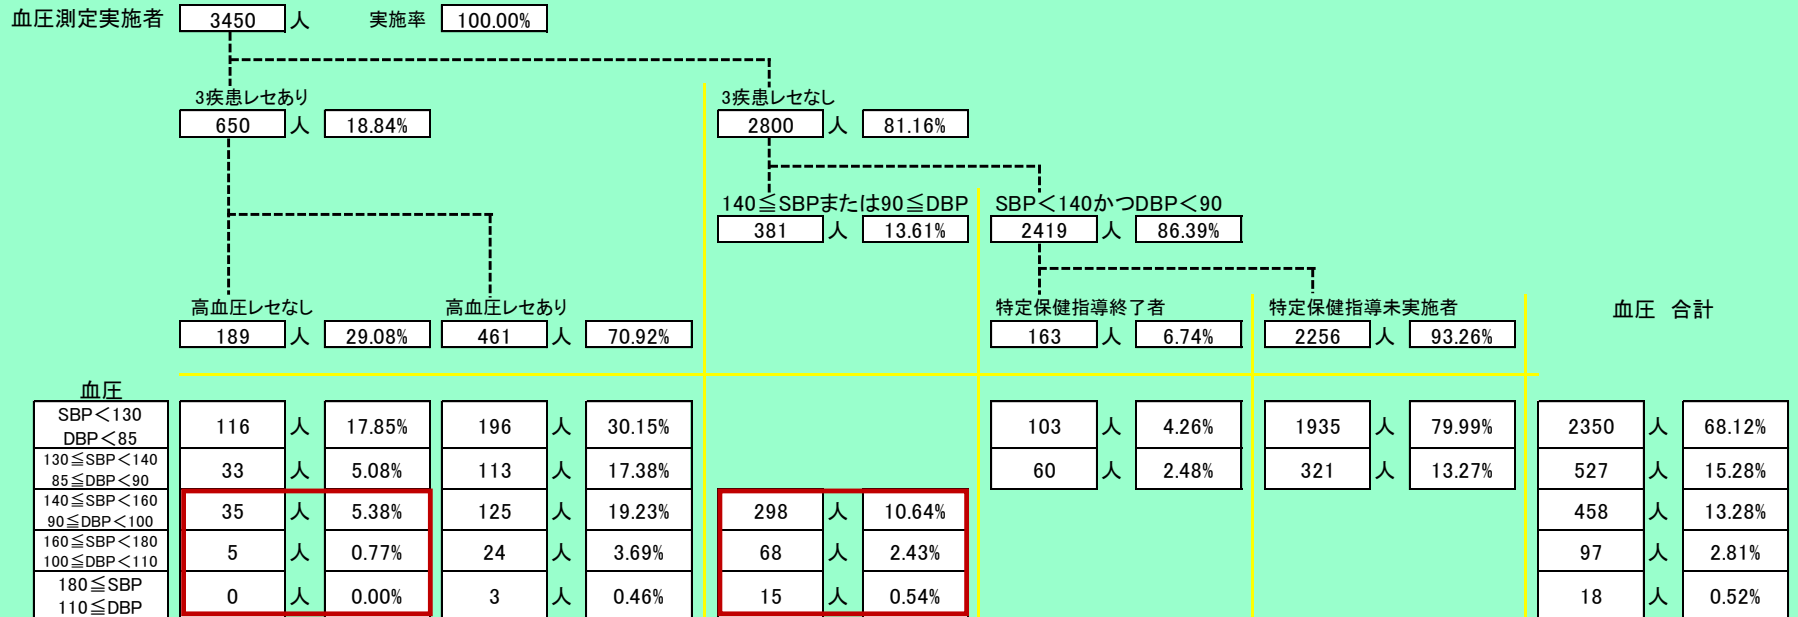 血圧測定実施者 3450 人 実施率 100.00%
3疾患レセあり 3疾患レセなし
650 人 18.84% 2800 人 81.16%
140≦SBPまたは90≦DBP SBP＜140かつDBP＜90
381 人 13.61% 2419 人 86.39%
高血圧レセなし 高血圧レセあり 特定保健指導終了者 特定保健指導未実施者 血圧 合計
189 人 29.08% 461 人 70.92% 163 人 6.74% 2256 人 93.26%
血圧
SBP＜130
DBP＜85
116 人 17.85% 196 人 30.15% 103 人 4.26% 1935 人 79.99% 2350 人 68.12%
130≦SBP＜140
85≦DBP＜90
33 人 5.08% 113 人 17.38% 60 人 2.48% 321 人 13.27% 527 人 15.28%
140≦SBP＜160
90≦DBP＜100
35 人 5.38% 125 人 19.23% 298 人 10.64% 458 人 13.28%
160≦SBP＜180
100≦DBP＜110
5 人 0.77% 24 人 3.69% 68 人 2.43% 97 人 2.81%
180≦SBP
110≦DBP
0 人 0.00% 3 人 0.46% 15 人 0.54% 18 人 0.52%